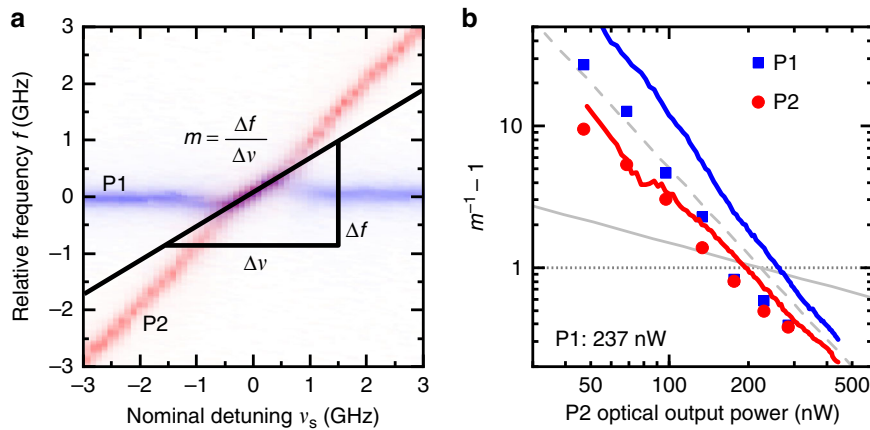 a
3
2
1
0
−1
−2
−3
Relative frequency f (GHz)
P1
P2
m = Δf / Δν
Δf
Δν
−3 −2 −1 0 1 2 3
Nominal detuning νs (GHz)
b
10
1
m⁻¹ − 1
P1
P2
P1: 237 nW
50 100 200 500
P2 optical output power (nW)